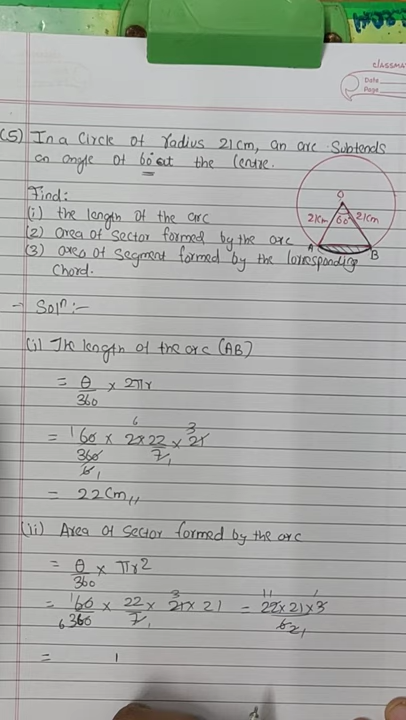 CLASSMA
Date
Page
(5) In a Circle of radius 21cm, an arc Subtends
an angle of 60° at the Centre.
O
21cm 60° 21cm
A B
Find:
(i) the length of the arc
(2) area of Sector formed by the arc
(3) area of Segment formed by the corresponding
chord.
→ Solⁿ:-
(i) The length of the arc (AB)
= θ/360 × 2πr
= 60/360 × 2×22/7 × 21
= 22cm,,
(ii) Area of Sector formed by the arc
= θ/360 × πr2
= 60/360 × 22/7 × 21 × 21 = 22×21×3/6
=